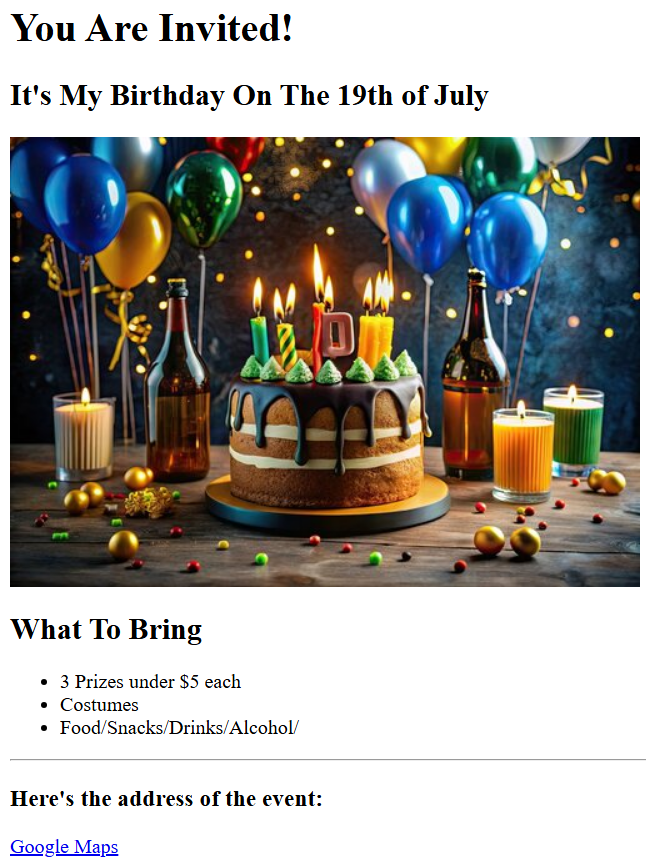 You Are Invited!
It's My Birthday On The 19th of July
What To Bring
3 Prizes under $5 each
Costumes
Food/Snacks/Drinks/Alcohol/
Here's the address of the event:
Google Maps